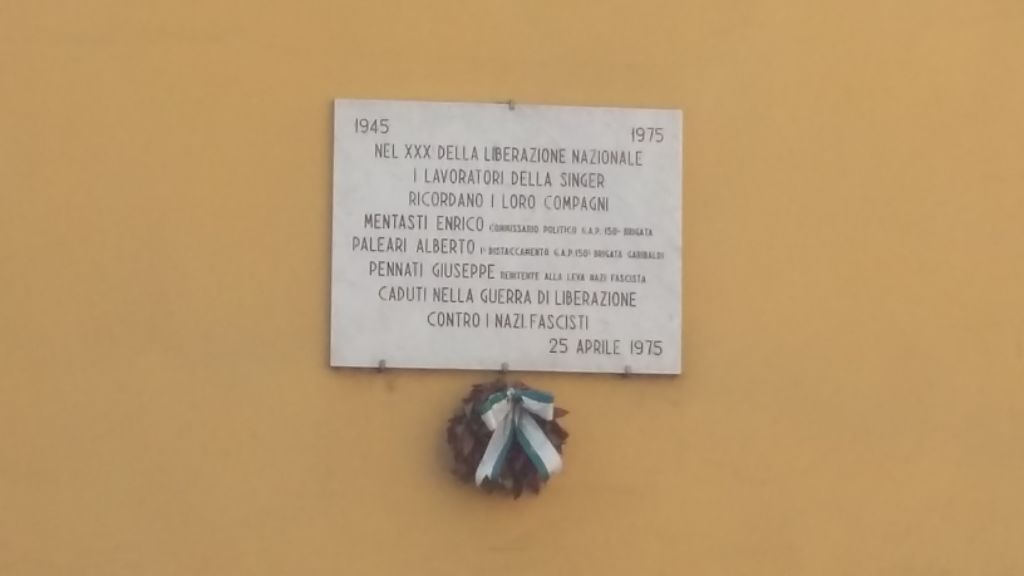 1945 1975
NEL XXX DELLA LIBERAZIONE NAZIONALE
I LAVORATORI DELLA SINGER
RICORDANO I LORO COMPAGNI
MENTASTI ENRICO COMMISSARIO POLITICO G.A.P. 150ª BRIGATA
PALEARI ALBERTO 1º DISTACCAMENTO G.A.P. 150ª BRIGATA GARIBALDI
PENNATI GIUSEPPE RENITENTE ALLA LEVA NAZI FASCISTA
CADUTI NELLA GUERRA DI LIBERAZIONE
CONTRO I NAZI.FASCISTI
25 APRILE 1975